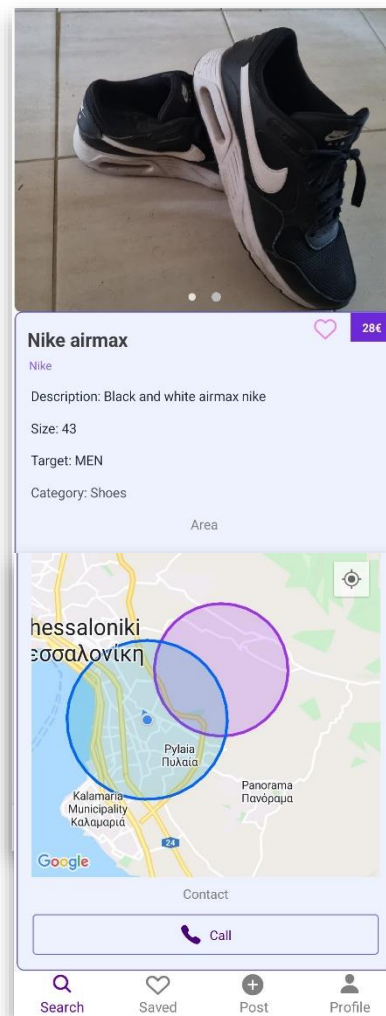 Nike airmax
28€
Nike
Description: Black and white airmax nike
Size: 43
Target: MEN
Category: Shoes
Area
hessaloniki
εσσαλονίκη
Pylaia
Πυλαία
Panorama
Πανόραμα
Kalamaria
Municipality
Καλαμαριά
24
Google
Contact
Call
Search
Saved
Post
Profile